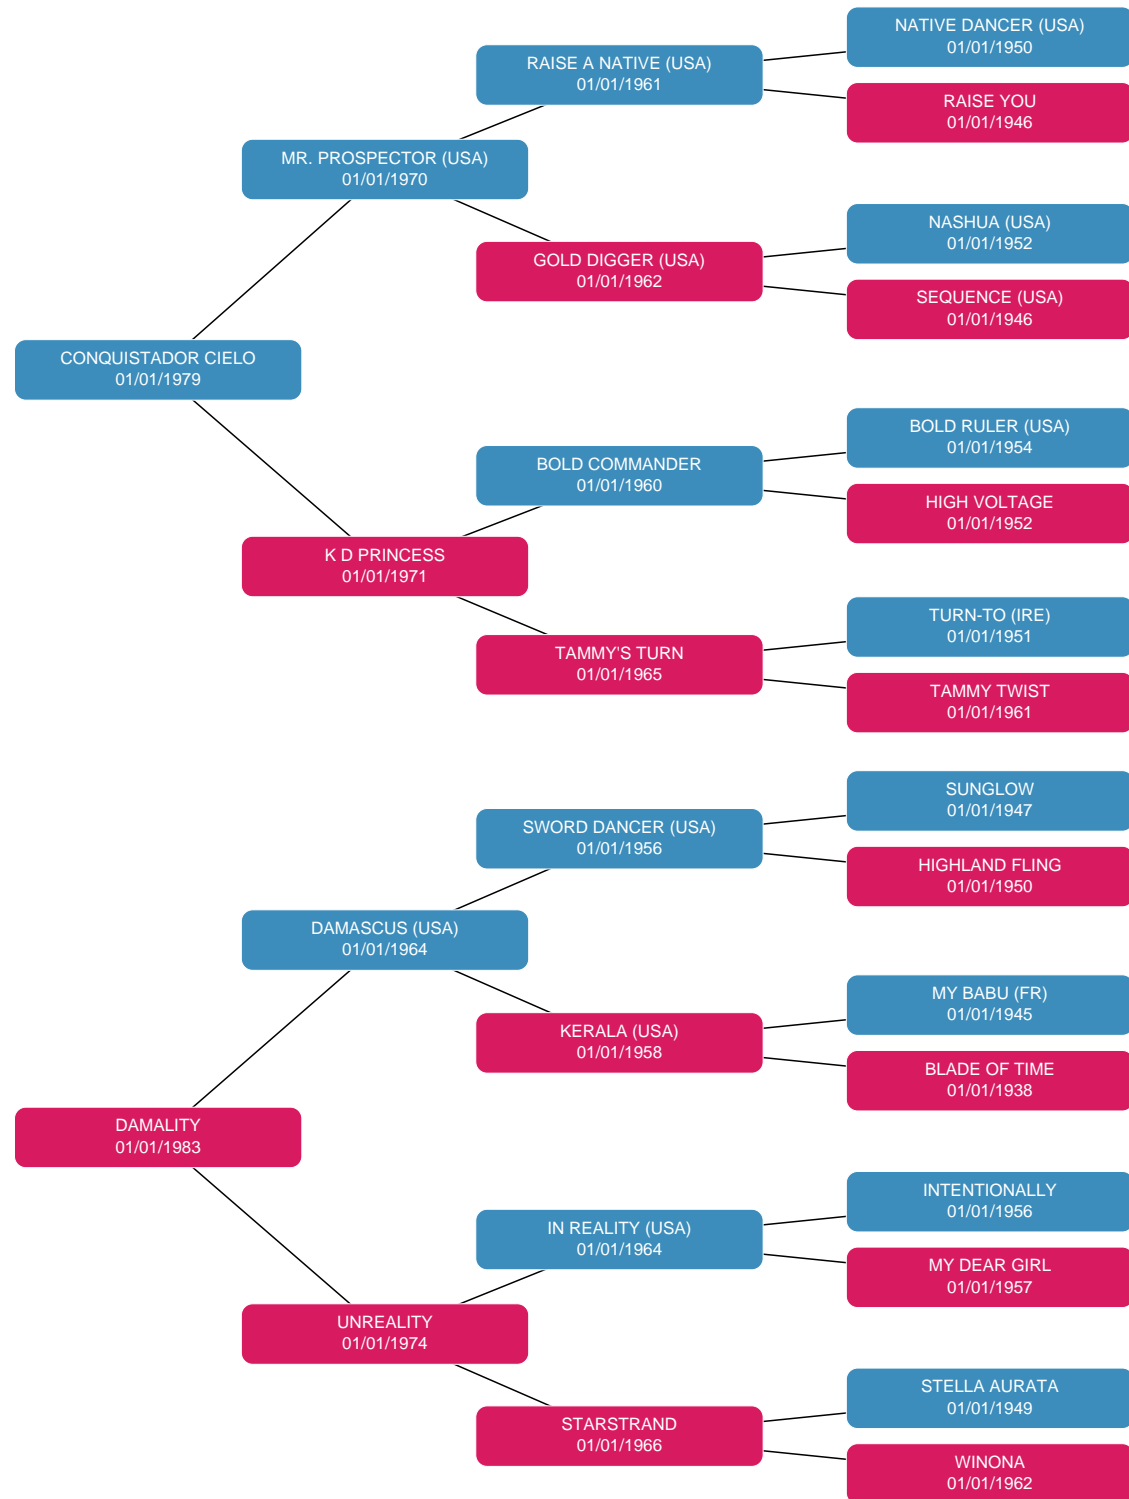 NATIVE DANCER (USA)
01/01/1950
RAISE A NATIVE (USA)
01/01/1961
RAISE YOU
01/01/1946
MR. PROSPECTOR (USA)
01/01/1970
NASHUA (USA)
01/01/1952
GOLD DIGGER (USA)
01/01/1962
SEQUENCE (USA)
01/01/1946
CONQUISTADOR CIELO
01/01/1979
BOLD RULER (USA)
01/01/1954
BOLD COMMANDER
01/01/1960
HIGH VOLTAGE
01/01/1952
K D PRINCESS
01/01/1971
TURN-TO (IRE)
01/01/1951
TAMMY'S TURN
01/01/1965
TAMMY TWIST
01/01/1961
SUNGLOW
01/01/1947
SWORD DANCER (USA)
01/01/1956
HIGHLAND FLING
01/01/1950
DAMASCUS (USA)
01/01/1964
MY BABU (FR)
01/01/1945
KERALA (USA)
01/01/1958
BLADE OF TIME
01/01/1938
DAMALITY
01/01/1983
INTENTIONALLY
01/01/1956
IN REALITY (USA)
01/01/1964
MY DEAR GIRL
01/01/1957
UNREALITY
01/01/1974
STELLA AURATA
01/01/1949
STARSTRAND
01/01/1966
WINONA
01/01/1962